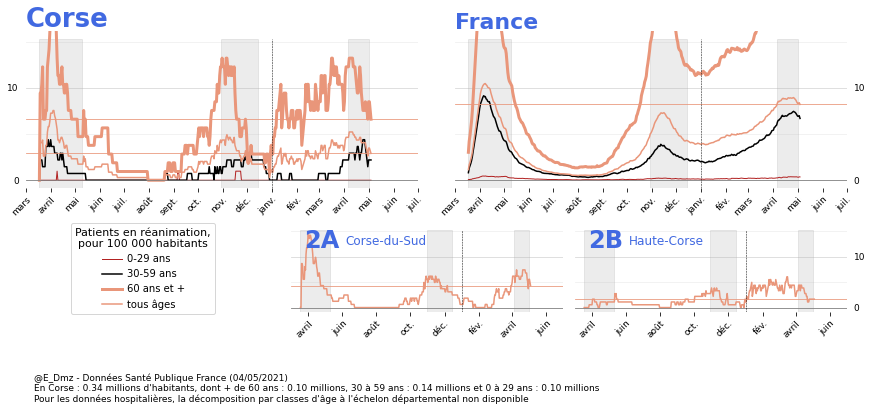 Corse
France
10
0
mars
avril
mai
juin
juil.
août
sept.
oct.
nov.
déc.
janv.
fév.
mars
avril
mai
juin
juil.
10
0
mars
avril
mai
juin
juil.
août
sept.
oct.
nov.
déc.
janv.
fév.
mars
avril
mai
juin
juil.
Patients en réanimation,
pour 100 000 habitants
0-29 ans
30-59 ans
60 ans et +
tous âges
2A Corse-du-Sud
avril
juin
août
oct.
déc.
fév.
avril
juin
2B Haute-Corse
10
0
avril
juin
août
oct.
déc.
fév.
avril
juin
@E_Dmz - Données Santé Publique France (04/05/2021)
En Corse : 0.34 millions d'habitants, dont + de 60 ans : 0.10 millions, 30 à 59 ans : 0.14 millions et 0 à 29 ans : 0.10 millions
Pour les données hospitalières, la décomposition par classes d'âge à l'échelon départemental non disponible